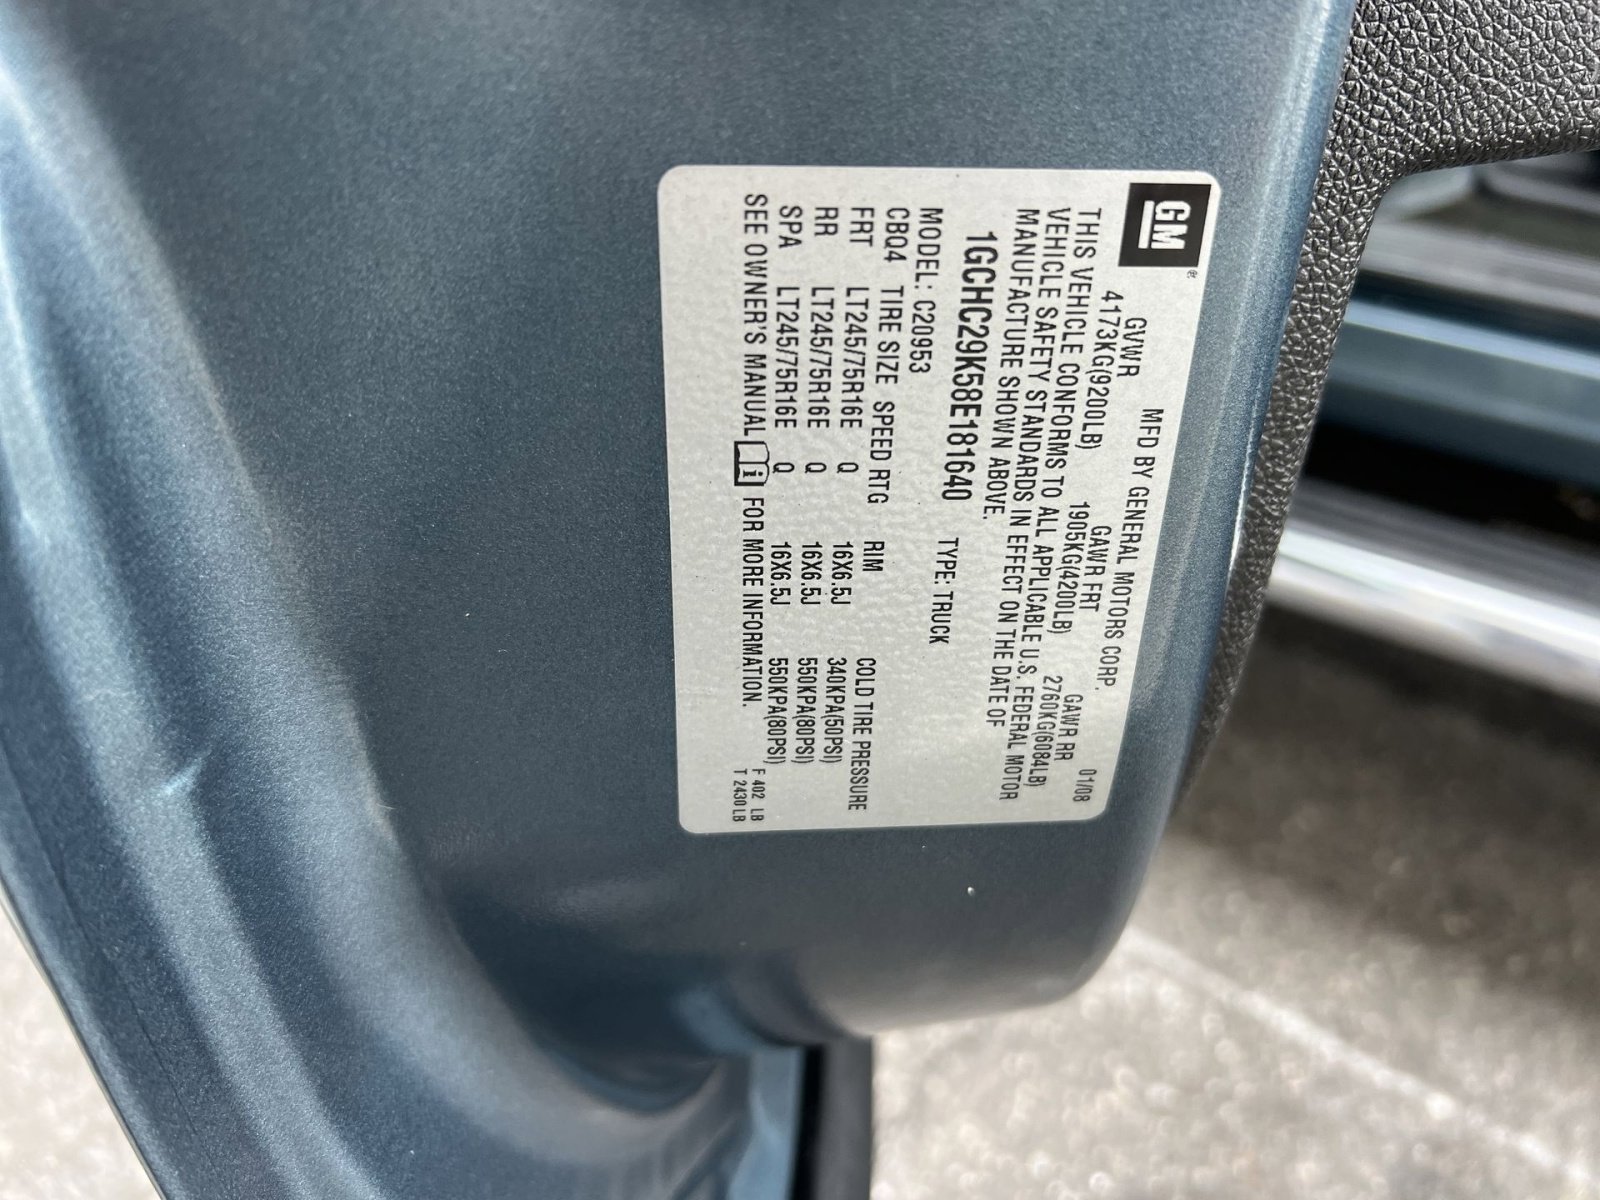 GM®
MFD BY GENERAL MOTORS CORP. 01/08
GVWR GAWR FRT GAWR RR
4173KG(9200LB) 1905KG(4200LB) 2760KG(6084LB)
THIS VEHICLE CONFORMS TO ALL APPLICABLE U.S. FEDERAL MOTOR
VEHICLE SAFETY STANDARDS IN EFFECT ON THE DATE OF
MANUFACTURE SHOWN ABOVE.
1GCHC29K58E181640 TYPE: TRUCK
MODEL: C20953
CBQ4 TIRE SIZE SPEED RTG RIM COLD TIRE PRESSURE
FRT LT245/75R16E Q 16X6.5J 340KPA(50PSI)
RR LT245/75R16E Q 16X6.5J 550KPA(80PSI)
SPA LT245/75R16E Q 16X6.5J 550KPA(80PSI)
SEE OWNER'S MANUAL i FOR MORE INFORMATION.
F 402 LB
T 2430 LB